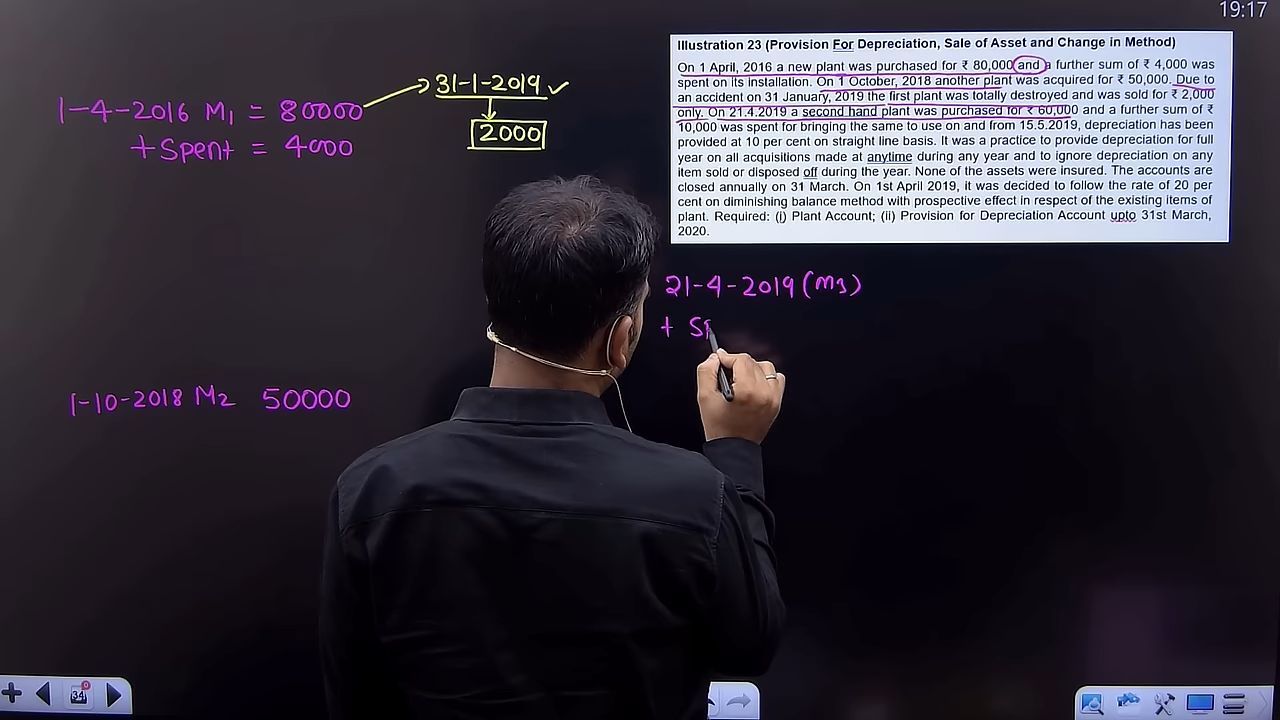 19:17
Illustration 23 (Provision For Depreciation, Sale of Asset and Change in Method)
On 1 April, 2016 a new plant was purchased for ₹ 80,000 and a further sum of ₹ 4,000 was
spent on its installation. On 1 October, 2018 another plant was acquired for ₹ 50,000. Due to
an accident on 31 January, 2019 the first plant was totally destroyed and was sold for ₹ 2,000
only. On 21.4.2019 a second hand plant was purchased for ₹ 60,000 and a further sum of ₹
10,000 was spent for bringing the same to use on and from 15.5.2019, depreciation has been
provided at 10 per cent on straight line basis. It was a practice to provide depreciation for full
year on all acquisitions made at anytime during any year and to ignore depreciation on any
item sold or disposed off during the year. None of the assets were insured. The accounts are
closed annually on 31 March. On 1st April 2019, it was decided to follow the rate of 20 per
cent on diminishing balance method with prospective effect in respect of the existing items of
plant. Required: (i) Plant Account; (ii) Provision for Depreciation Account upto 31st March,
2020.
1-4-2016 M1 = 80000 → 31-1-2019 ✓
+ Spent = 4000
2000
21-4-2019 (M3)
+ Sp
1-10-2018 M2 50000
34